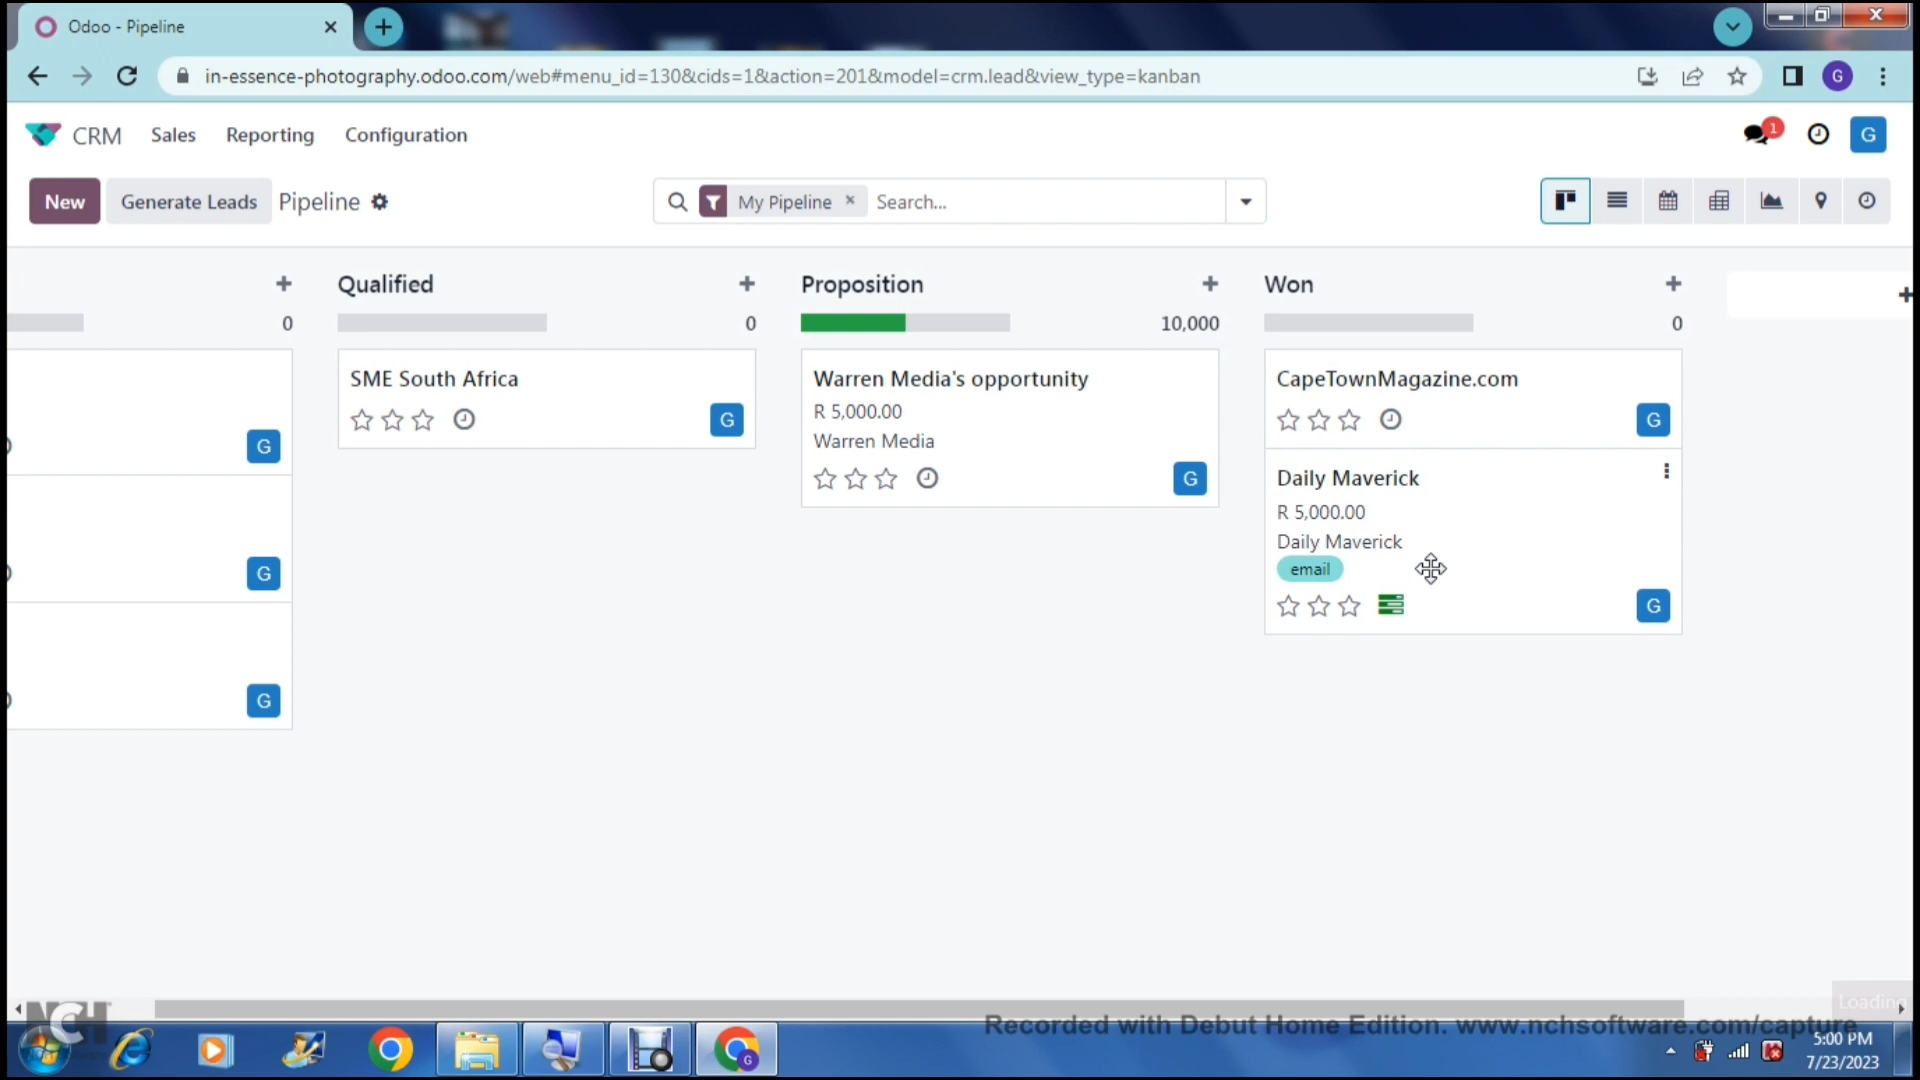 Odoo - Pipeline
in-essence-photography.odoo.com/web#menu_id=130&cids=1&action=201&model=crm.lead&view_type=kanban
G
CRM Sales Reporting Configuration
1
G
New Generate Leads Pipeline
My Pipeline × Search...
Qualified
Proposition
Won
0
0
10,000
0
SME South Africa
G
Warren Media's opportunity
R 5,000.00
Warren Media
G
CapeTownMagazine.com
G
Daily Maverick
R 5,000.00
Daily Maverick
email
G
G
G
G
Loading
NCH
Recorded with Debut Home Edition. www.nchsoftware.com/capture
G
5:00 PM
7/23/2023